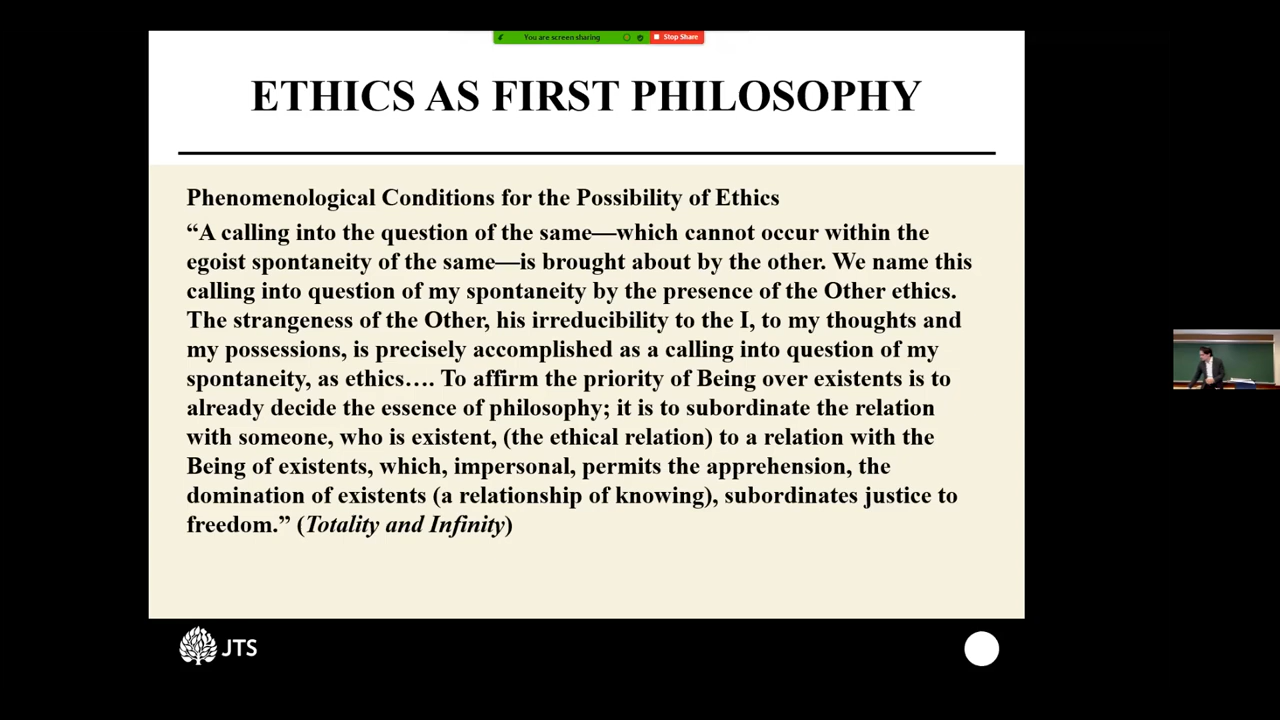 You are screen sharing
Stop Share
ETHICS AS FIRST PHILOSOPHY
Phenomenological Conditions for the Possibility of Ethics
“A calling into the question of the same—which cannot occur within the
egoist spontaneity of the same—is brought about by the other. We name this
calling into question of my spontaneity by the presence of the Other ethics.
The strangeness of the Other, his irreducibility to the I, to my thoughts and
my possessions, is precisely accomplished as a calling into question of my
spontaneity, as ethics…. To affirm the priority of Being over existents is to
already decide the essence of philosophy; it is to subordinate the relation
with someone, who is existent, (the ethical relation) to a relation with the
Being of existents, which, impersonal, permits the apprehension, the
domination of existents (a relationship of knowing), subordinates justice to
freedom.” (Totality and Infinity)
JTS